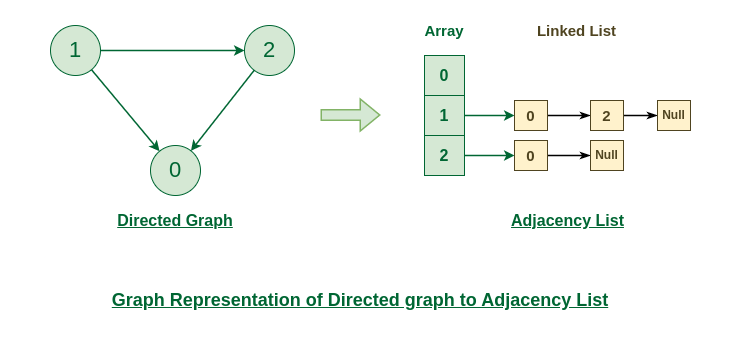 1
2
0
Directed Graph
Array
Linked List
0
1
0
2
Null
2
0
Null
Adjacency List
Graph Representation of Directed graph to Adjacency List